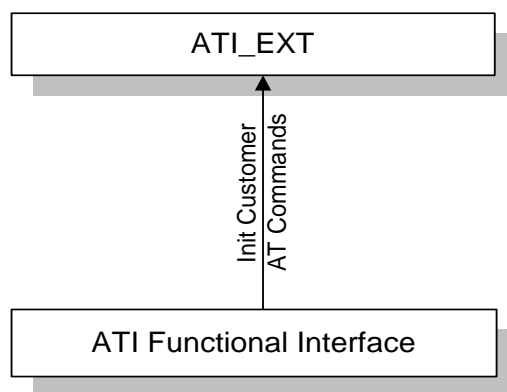 ATI_EXT
Init Customer
AT Commands
ATI Functional Interface